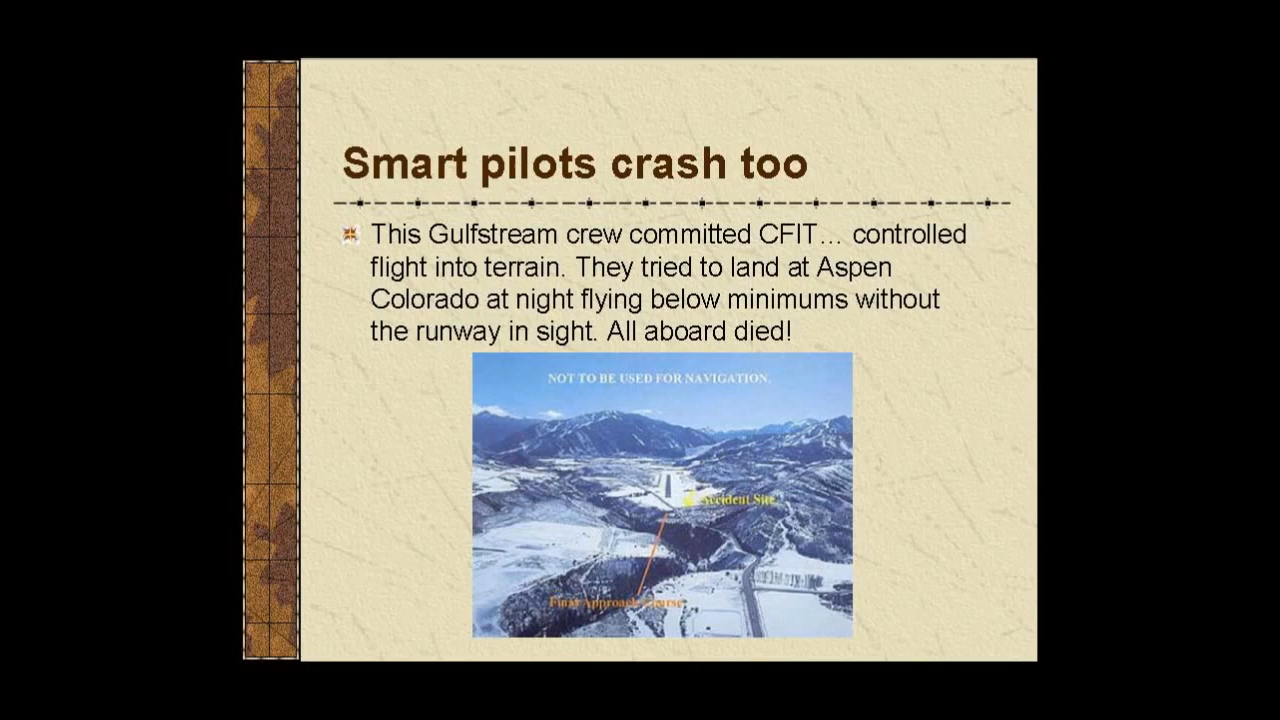 Smart pilots crash too
This Gulfstream crew committed CFIT... controlled
flight into terrain. They tried to land at Aspen
Colorado at night flying below minimums without
the runway in sight. All aboard died!
NOT TO BE USED FOR NAVIGATION.
Accident Site
Final Approach Course